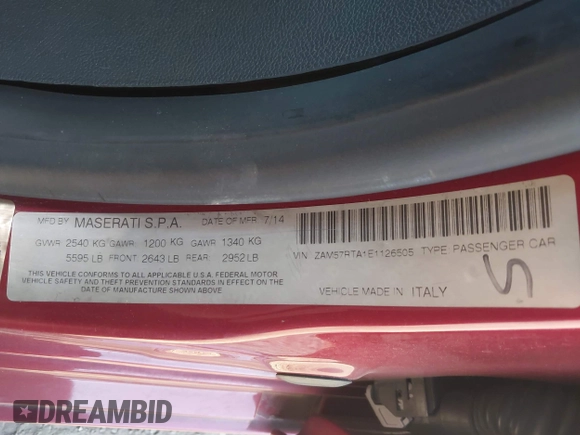 MFD BY MASERATI S.P.A. DATE OF MFR 7/14
GVWR 2540 KG GAWR 1200 KG GAWR 1340 KG
5595 LB FRONT 2643 LB REAR 2952 LB
THIS VEHICLE CONFORMS TO ALL APPLICABLE U.S.A. FEDERAL MOTOR
VEHICLE SAFETY AND THEFT PREVENTION STANDARDS IN EFFECT ON
THE DATE OF MANUFACTURE SHOWN ABOVE
VIN ZAM57RTA1E1126505 TYPE PASSENGER CAR
VEHICLE MADE IN ITALY
S
DREAMBID